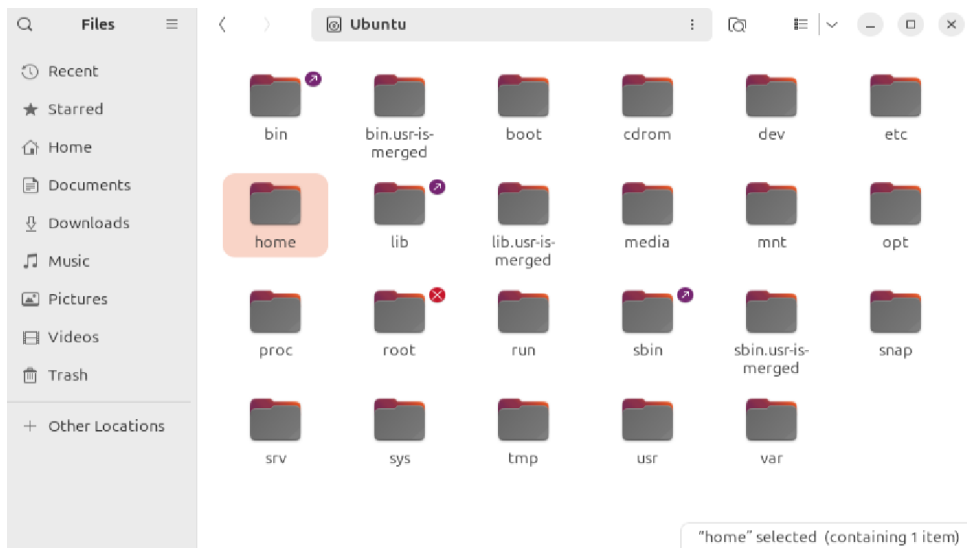 Files
Ubuntu
Recent
Starred
Home
Documents
Downloads
Music
Pictures
Videos
Trash
Other Locations
bin
bin.usr-is-
merged
boot
cdrom
dev
etc
home
lib
lib.usr-is-
merged
media
mnt
opt
proc
root
run
sbin
sbin.usr-is-
merged
snap
srv
sys
tmp
usr
var
"home" selected (containing 1 item)